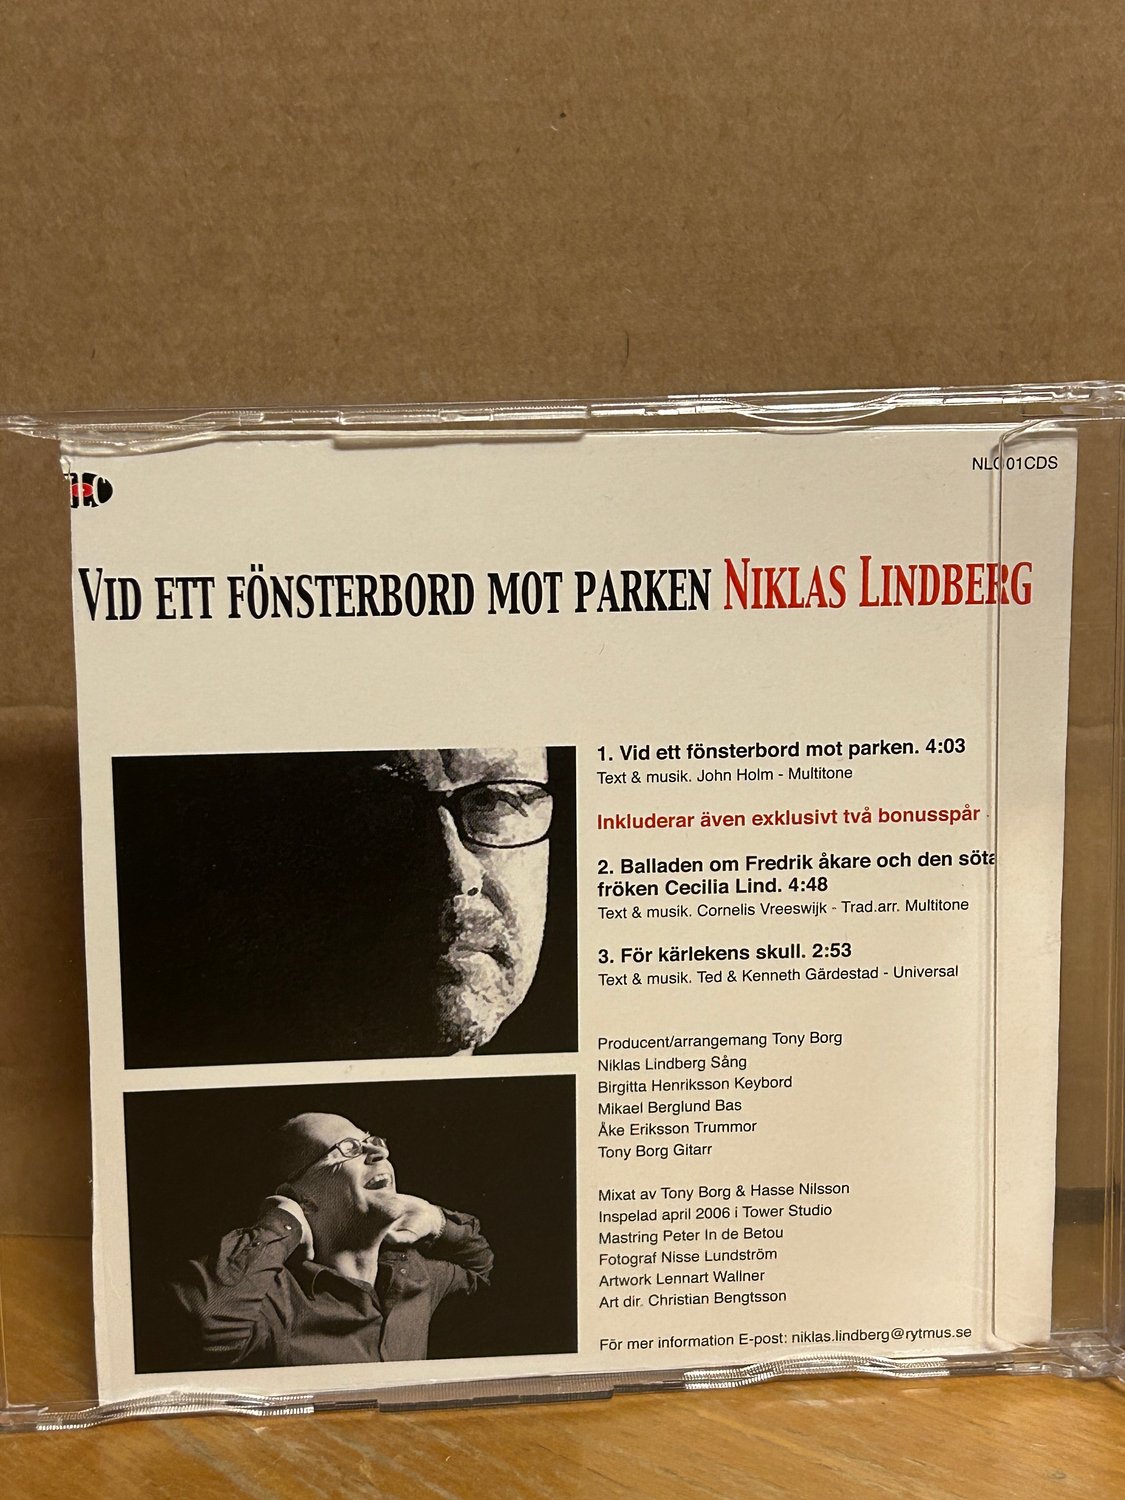 NLC
NLC01CDS
VID ETT FÖNSTERBORD MOT PARKEN NIKLAS LINDBERG
1. Vid ett fönsterbord mot parken. 4:03
Text & musik. John Holm - Multitone
Inkluderar även exklusivt två bonusspår -
2. Balladen om Fredrik åkare och den söta
fröken Cecilia Lind. 4:48
Text & musik. Cornelis Vreeswijk - Trad.arr. Multitone
3. För kärlekens skull. 2:53
Text & musik. Ted & Kenneth Gärdestad - Universal
Producent/arrangemang Tony Borg
Niklas Lindberg Sång
Birgitta Henriksson Keybord
Mikael Berglund Bas
Åke Eriksson Trummor
Tony Borg Gitarr
Mixat av Tony Borg & Hasse Nilsson
Inspelad april 2006 i Tower Studio
Mastring Peter In de Betou
Fotograf Nisse Lundström
Artwork Lennart Wallner
Art dir. Christian Bengtsson
För mer information E-post: niklas.lindberg@rytmus.se